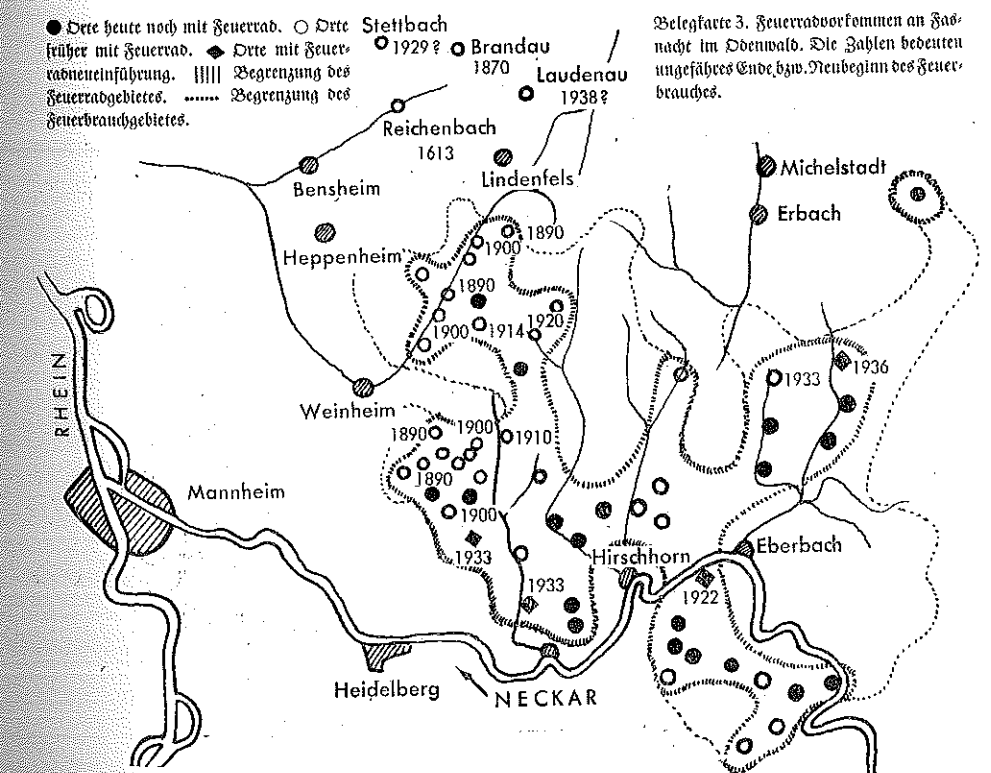 ● Orte heute noch mit Feuerrad. ○ Orte
früher mit Feuerrad. ◆ Orte mit Feuer-
radneueinführung. ||||| Begrenzung des
Feuerradgebietes. ....... Begrenzung des
Feuerbrauchgebietes.
Belegkarte 3. Feuerradvorkommen an Fas-
nacht im Odenwald. Die Zahlen bedeuten
ungefähres Ende bzw. Neubeginn des Feuer-
brauches.
Stettbach
1929?
Brandau
1870
Laudenau
1938?
Reichenbach
1613
Lindenfels
Bensheim
Michelstadt
Erbach
Heppenheim
1890
1900
1890
1900
1914
1920
RHEIN
Weinheim
1933
1936
1890
1900
1910
1890
1900
Mannheim
1933
Hirschhorn
Eberbach
1933
1922
Heidelberg
NECKAR